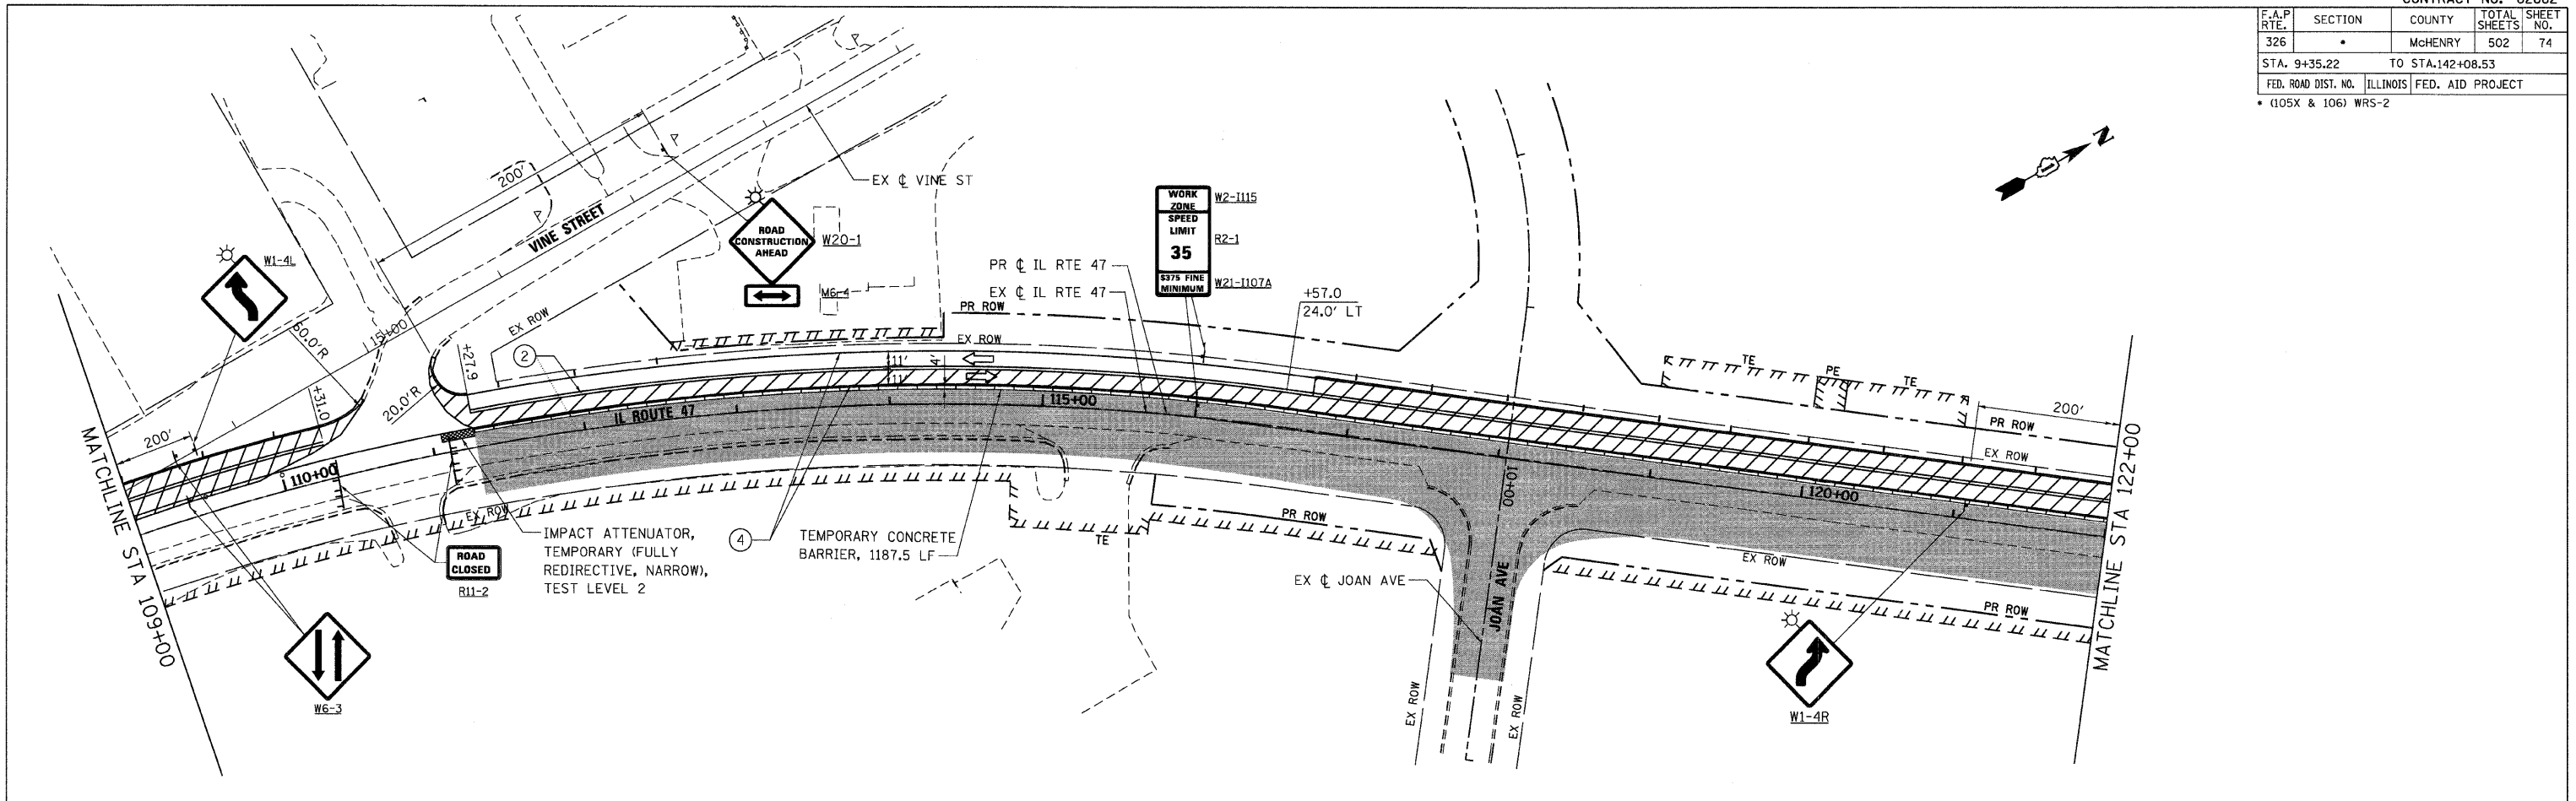 F.A.P RTE.
SECTION
COUNTY
TOTAL SHEETS
SHEET NO.
326
*
McHENRY
502
74
STA. 9+35.22 TO STA.142+08.53
FED. ROAD DIST. NO.
ILLINOIS
FED. AID PROJECT
* (105X & 106) WRS-2
N
P
P
P
200'
EX ℄ VINE ST
VINE STREET
W1-4L
ROAD
CONSTRUCTION
AHEAD
W20-1
M6-4
WORK
ZONE
SPEED
LIMIT
35
$375 FINE
MINIMUM
W2-I115
R2-1
W21-I107A
PR ℄ IL RTE 47
EX ℄ IL RTE 47
PR ROW
EX ROW
EX ROW
+57.0
24.0' LT
15+00
60.0'R
+31.0
20.0'R
+27.9
2
11'
11'
4'
IL ROUTE 47
115+00
TE
PE
TE
200'
PR ROW
EX ROW
200'
110+00
120+00
10+00
MATCHLINE STA 109+00
MATCHLINE STA 122+00
EX ROW
ROAD
CLOSED
R11-2
IMPACT ATTENUATOR,
TEMPORARY (FULLY
REDIRECTIVE, NARROW),
TEST LEVEL 2
4
TEMPORARY CONCRETE
BARRIER, 1187.5 LF
TE
PR ROW
EX ℄ JOAN AVE
JOAN AVE
EX ROW
PR ROW
EX ROW
EX ROW
W6-3
W1-4R